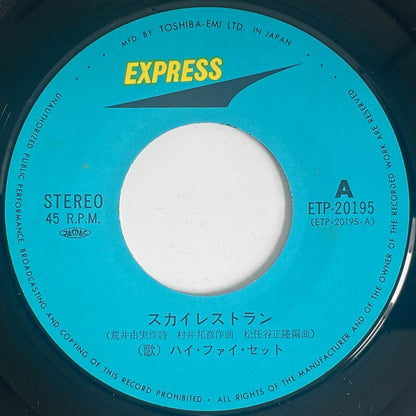 MFD BY TOSHIBA-EMI LTD. IN JAPAN
EXPRESS
STEREO
45 R.P.M.
JASRAC
A
ETP-20195
(ETP-20195-A)
スカイレストラン
(荒井由実作詩 村井邦彦作曲 松任谷正隆編曲)
(歌) ハイ・ファイ・セット
ALL RIGHTS OF THE MANUFACTURER AND OF THE OWNER OF THE RECORDED WORK ARE RESERVED
UNAUTHORIZED PUBLIC PERFORMANCE, BROADCASTING AND COPYING OF THIS RECORD PROHIBITED